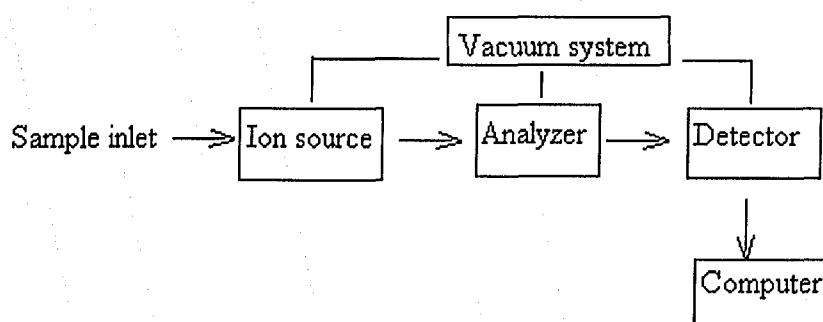 Vacuum system
Sample inlet
Ion source
Analyzer
Detector
Computer